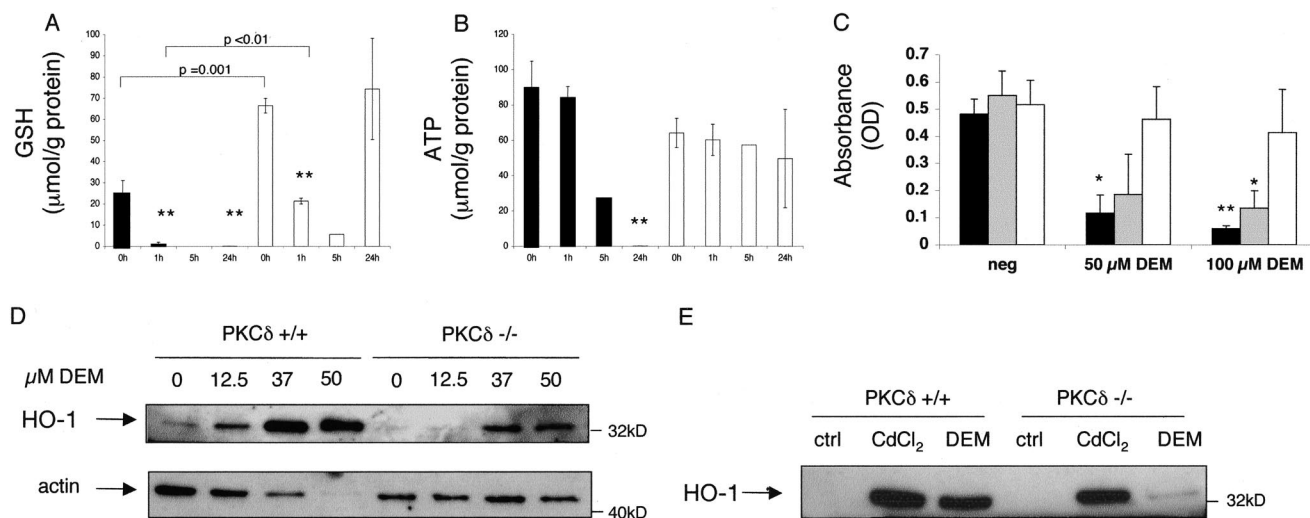 A
GSH
(μmol/g protein)
p <0.01
p =0.001
100
90
80
70
60
50
40
30
20
10
0
**
**
**
0h 1h 5h 24h 0h 1h 5h 24h
B
ATP
(μmol/g protein)
120
100
80
60
40
20
0
**
0h 1h 5h 24h 0h 1h 5h 24h
C
Absorbance
(OD)
0.7
0.6
0.5
0.4
0.3
0.2
0.1
0
*
** *
neg 50 μM DEM 100 μM DEM
D
PKCδ +/+ PKCδ -/-
μM DEM 0 12.5 37 50 0 12.5 37 50
HO-1 32kD
actin
40kD
E
PKCδ +/+ PKCδ -/-
ctrl CdCl₂ DEM ctrl CdCl₂ DEM
HO-1 32kD